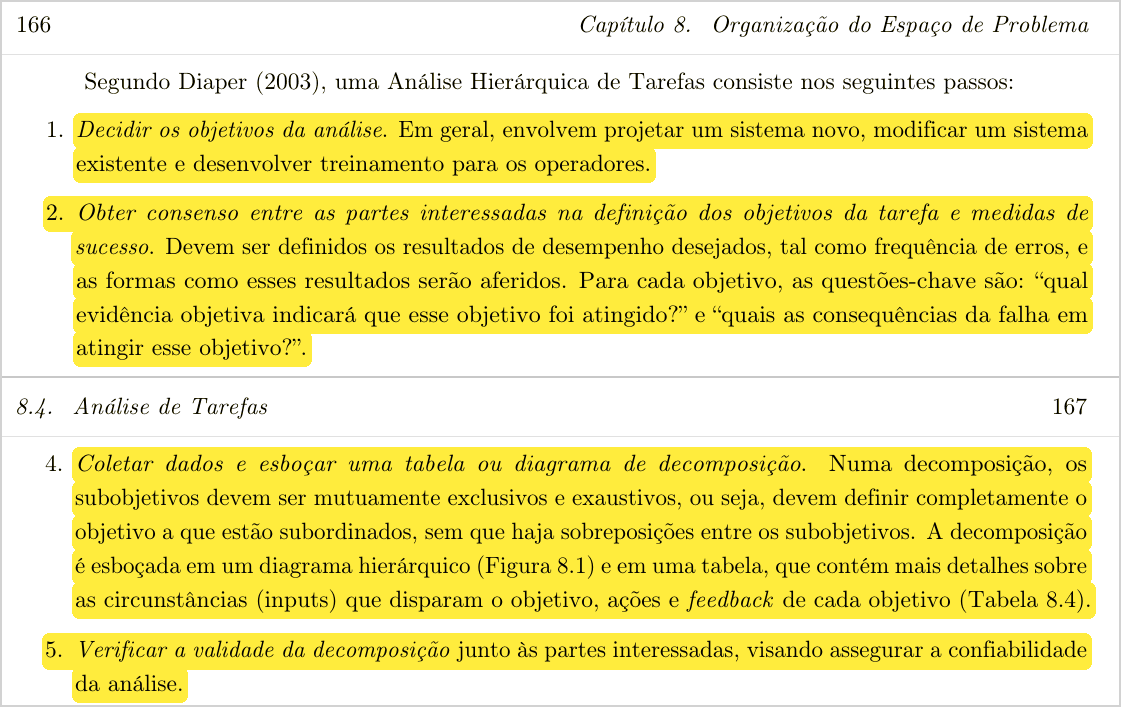 166
Capítulo 8. Organização do Espaço de Problema
Segundo Diaper (2003), uma Análise Hierárquica de Tarefas consiste nos seguintes passos:
1. Decidir os objetivos da análise. Em geral, envolvem projetar um sistema novo, modificar um sistema
existente e desenvolver treinamento para os operadores.
2. Obter consenso entre as partes interessadas na definição dos objetivos da tarefa e medidas de
sucesso. Devem ser definidos os resultados de desempenho desejados, tal como frequência de erros, e
as formas como esses resultados serão aferidos. Para cada objetivo, as questões-chave são: “qual
evidência objetiva indicará que esse objetivo foi atingido?” e “quais as consequências da falha em
atingir esse objetivo?”.
8.4. Análise de Tarefas
167
4. Coletar dados e esboçar uma tabela ou diagrama de decomposição. Numa decomposição, os
subobjetivos devem ser mutuamente exclusivos e exaustivos, ou seja, devem definir completamente o
objetivo a que estão subordinados, sem que haja sobreposições entre os subobjetivos. A decomposição
é esboçada em um diagrama hierárquico (Figura 8.1) e em uma tabela, que contém mais detalhes sobre
as circunstâncias (inputs) que disparam o objetivo, ações e feedback de cada objetivo (Tabela 8.4).
5. Verificar a validade da decomposição junto às partes interessadas, visando assegurar a confiabilidade
da análise.